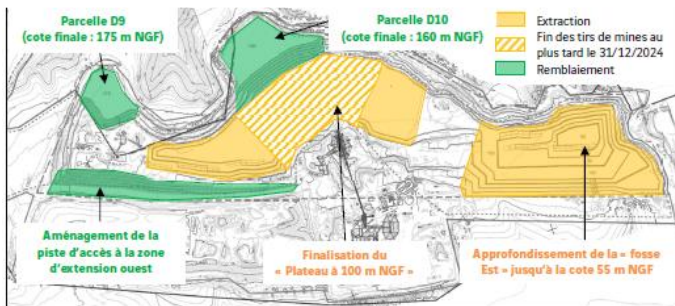 Parcelle D9
(cote finale : 175 m NGF)
Parcelle D10
(cote finale : 160 m NGF)
Extraction
Fin des tirs de mines au
plus tard le 31/12/2024
Remblaiement
Aménagement de la
piste d'accès à la zone
d'extension ouest
Finalisation du
« Plateau à 100 m NGF »
Approfondissement de la « fosse
Est » jusqu'à la cote 55 m NGF